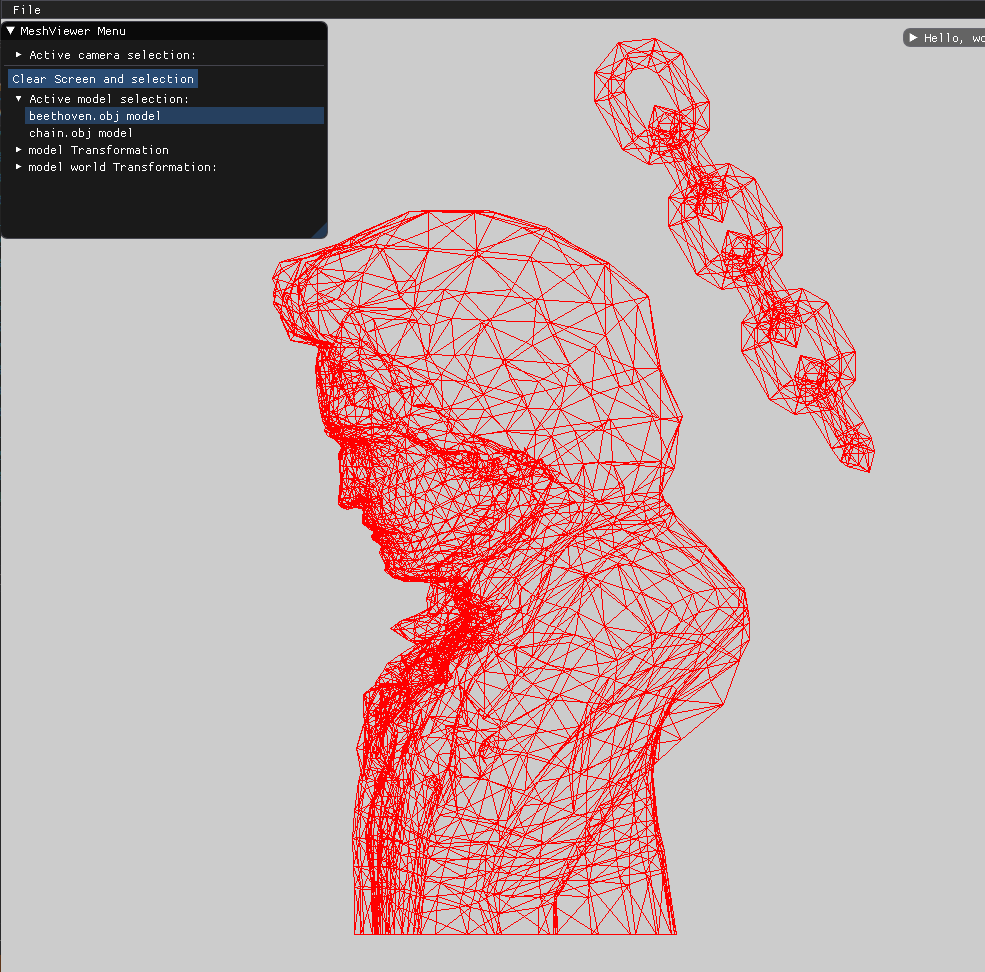 File
MeshViewer Menu
Active camera selection:
Clear Screen and selection
Active model selection:
beethoven.obj model
chain.obj model
model Transformation
model world Transformation:
Hello,